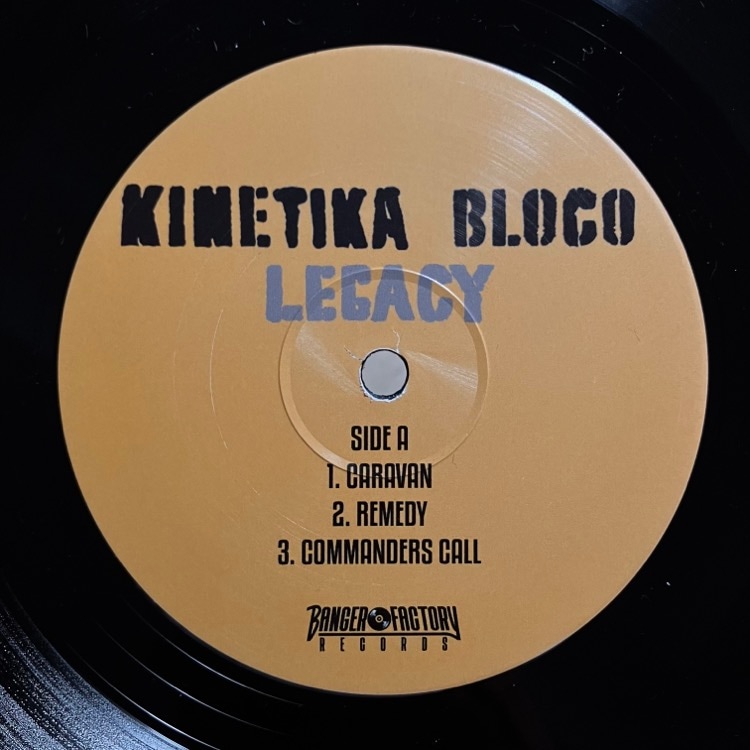 KINETIKA BLOCO
LEGACY
SIDE A
1. CARAVAN
2. REMEDY
3. COMMANDERS CALL
BANGER FACTORY
RECORDS